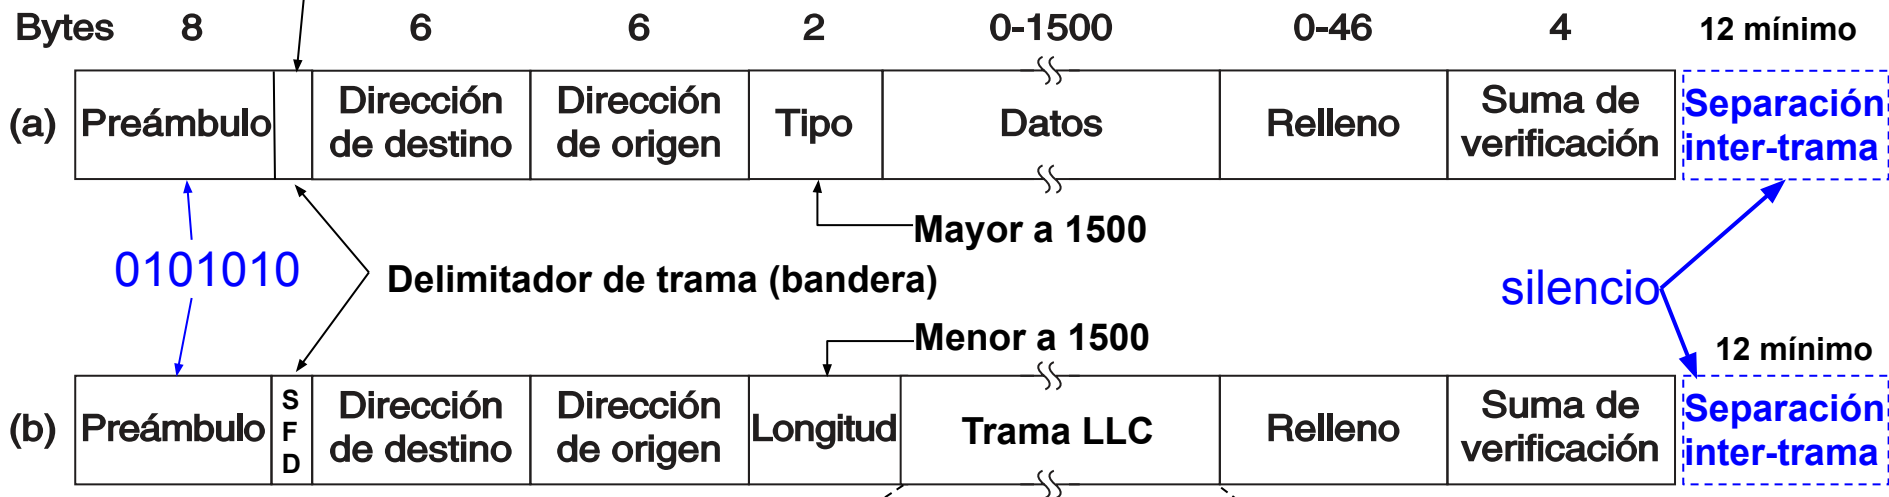 Bytes 8 6 6 2 0-1500 0-46 4 12 mínimo
(a) Preámbulo Dirección de destino Dirección de origen Tipo Datos Relleno Suma de verificación Separación inter-trama
Mayor a 1500
0101010 Delimitador de trama (bandera) silencio
Menor a 1500
12 mínimo
(b) Preámbulo SFD Dirección de destino Dirección de origen Longitud Trama LLC Relleno Suma de verificación Separación inter-trama